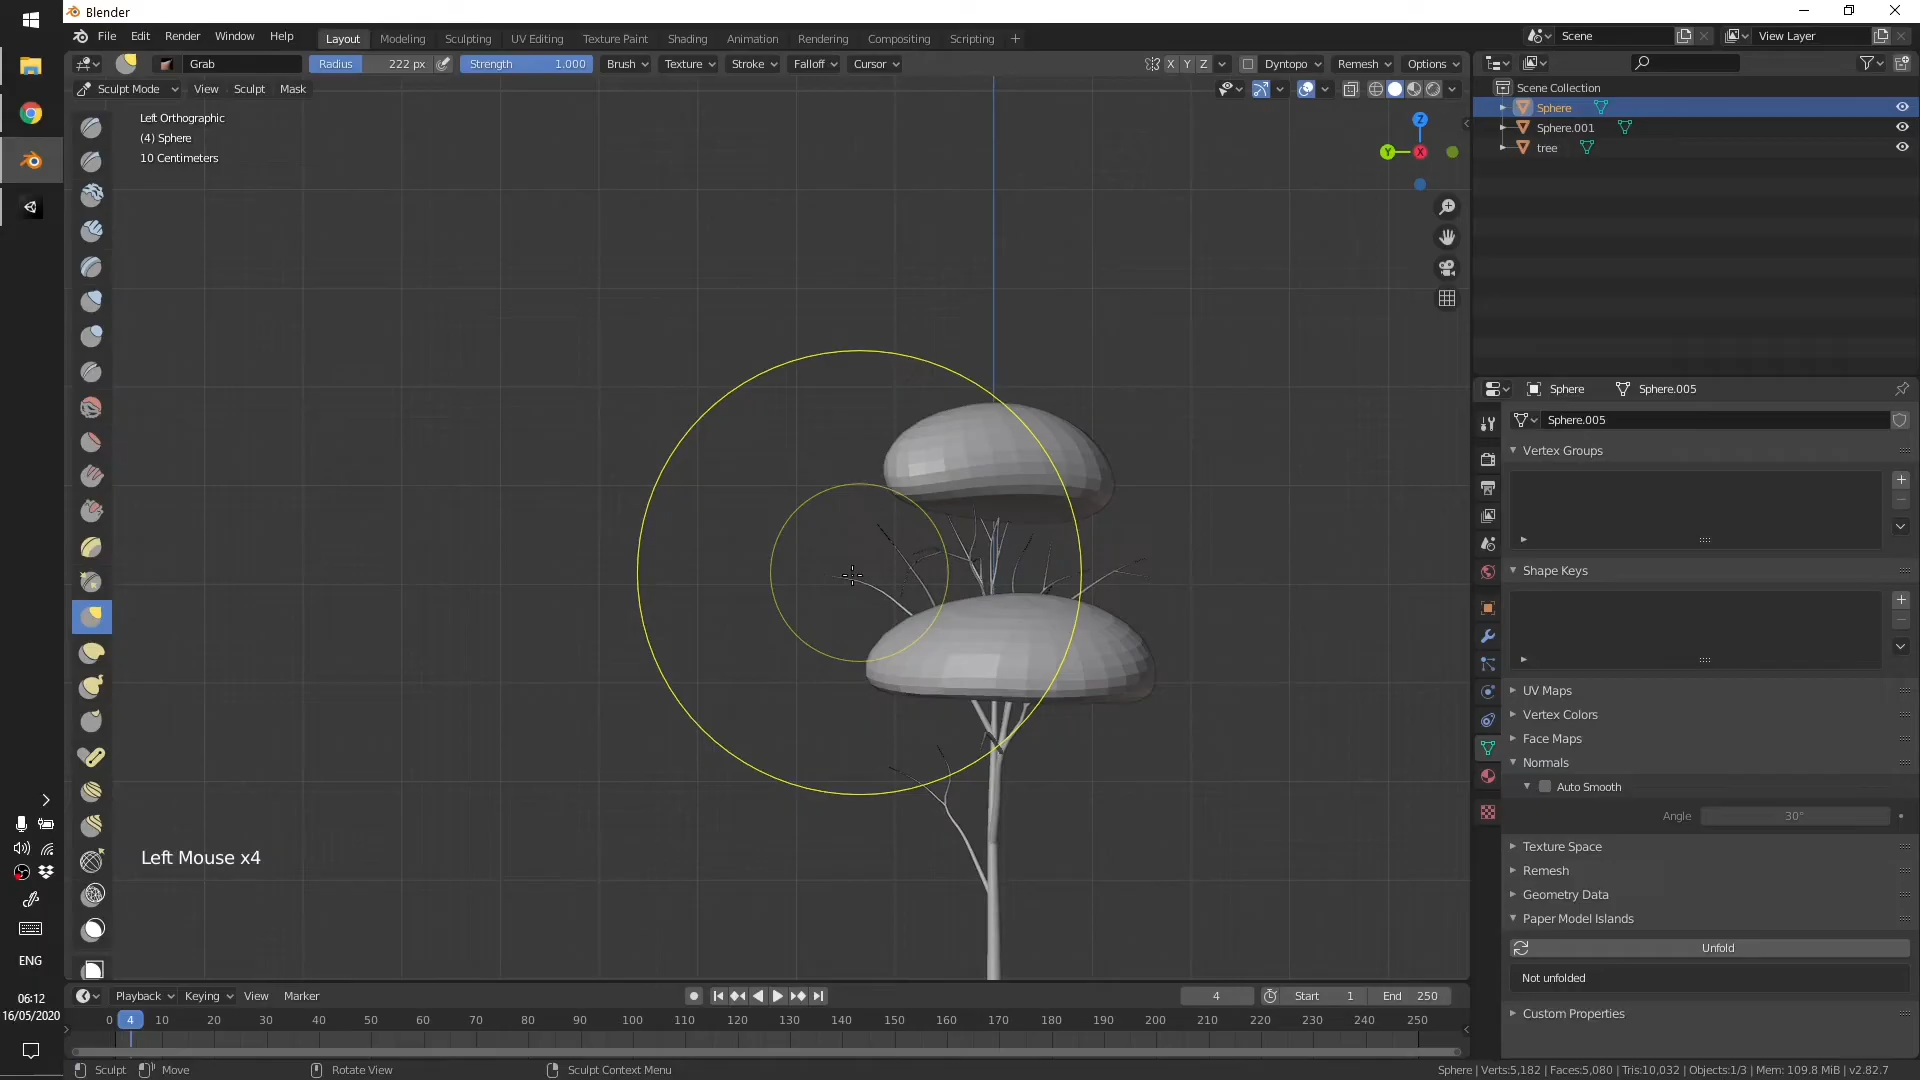 Blender
File Edit Render Window Help
Layout Modeling Sculpting UV Editing Texture Paint Shading Animation Rendering Compositing Scripting
Scene
View Layer
Grab
Radius 222 px
Strength 1.000
Brush Texture Stroke Falloff Cursor
X Y Z
Dyntopo Remesh Options
Sculpt Mode View Sculpt Mask
Left Orthographic
(4) Sphere
10 Centimeters
Z
Y X
Scene Collection
Sphere
Sphere.001
tree
Sphere Sphere.005
Sphere.005
Vertex Groups
Shape Keys
UV Maps
Vertex Colors
Face Maps
Normals
Auto Smooth
Angle 30°
Texture Space
Remesh
Geometry Data
Paper Model Islands
Unfold
Not unfolded
Custom Properties
Left Mouse x4
ENG
06:12
16/05/2020
Playback Keying View Marker
4
Start 1
End 250
0 4 10 20 30 40 50 60 70 80 90 100 110 120 130 140 150 160 170 180 190 200 210 220 230 240 250
Sculpt Move Rotate View Sculpt Context Menu
Sphere | Verts:5,182 | Faces:5,080 | Tris:10,032 | Objects:1/3 | Mem: 109.8 MiB | v2.82.7